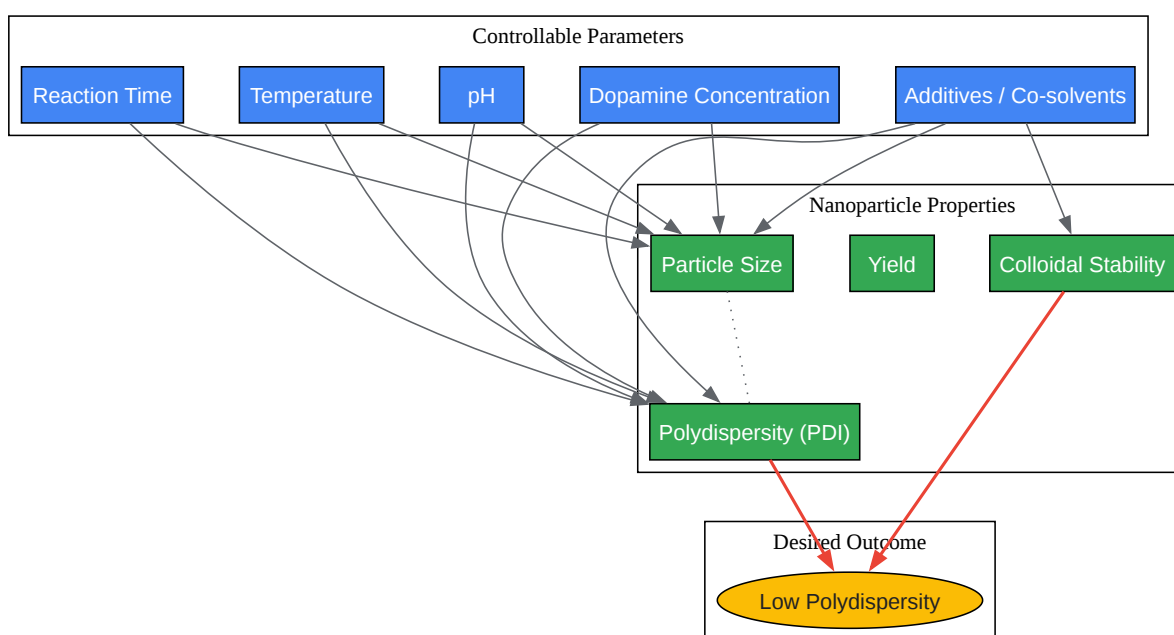 Controllable Parameters
Reaction Time
Temperature
pH
Dopamine Concentration
Additives / Co-solvents
Nanoparticle Properties
Particle Size
Yield
Colloidal Stability
Polydispersity (PDI)
Desired Outcome
Low Polydispersity